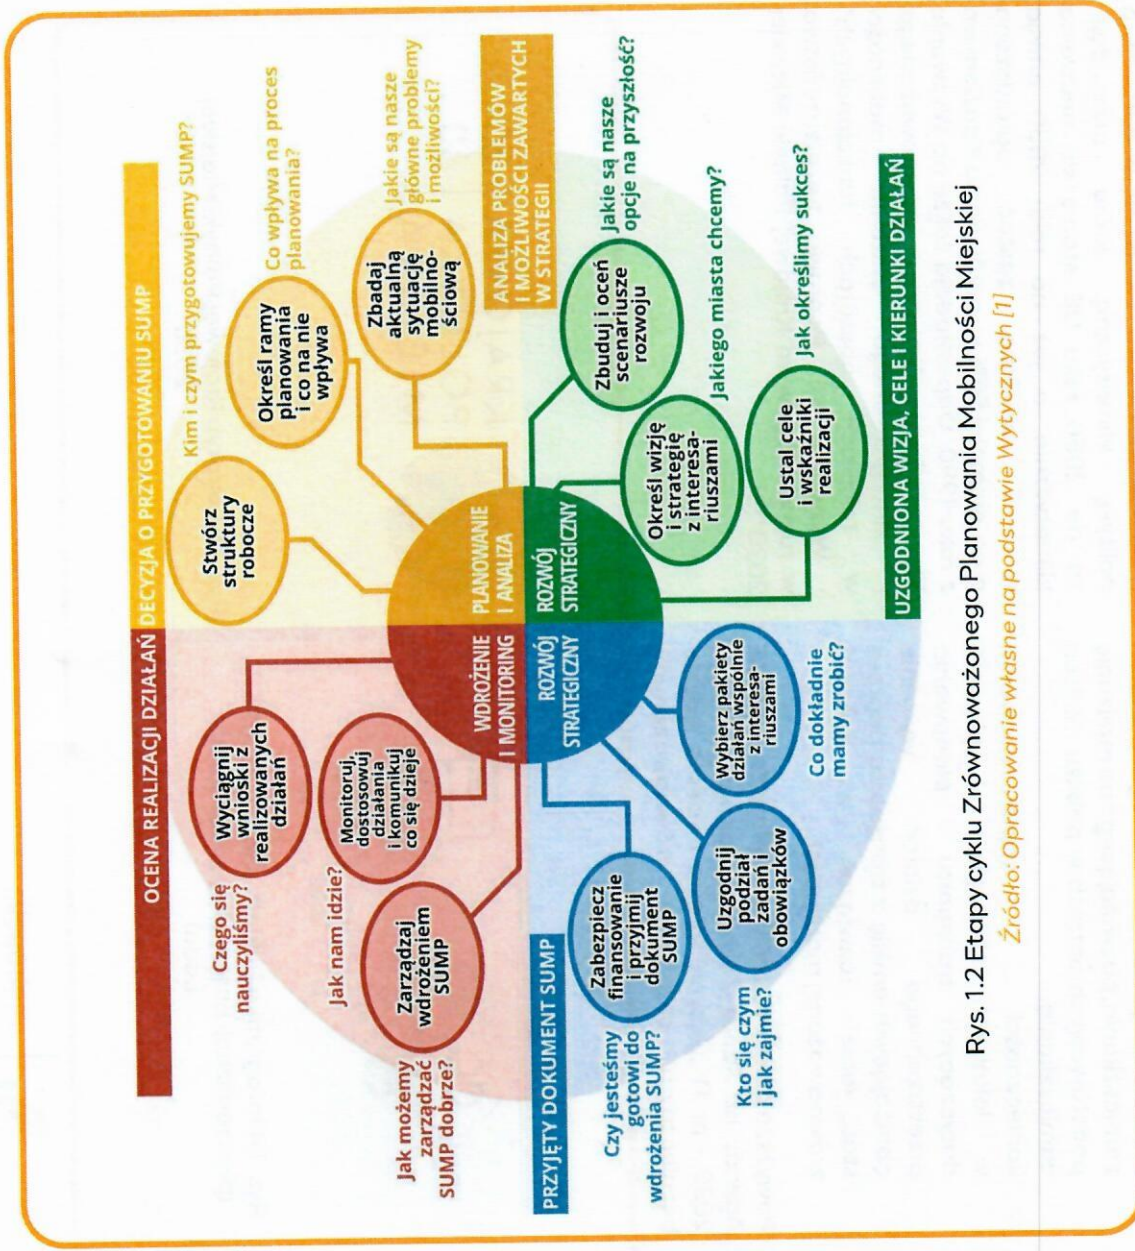 OCENA REALIZACJI DZIAŁAŃ
DECYZJA O PRZYGOTOWANIU SUMP
Kim i czym przygotowujemy SUMP?
Stwórz
struktury
robocze
Co wpływa na proces
planowania?
Określ ramy
planowania
i co na nie
wpływa
Jakie są nasze
główne problemy
i możliwości?
Zbadaj
aktualną
sytuację
mobilno-
ściową
ANALIZA PROBLEMÓW
I MOŻLIWOŚCI ZAWARTYCH
W STRATEGII
PLANOWANIE
I ANALIZA
ROZWÓJ
STRATEGICZNY
Zbuduj i oceń
scenariusze
rozwoju
Jakie są nasze
opcje na przyszłość?
Określ wizję
i strategię
z interesa-
riuszami
Jakiego miasta chcemy?
Ustal cele
i wskaźniki
realizacji
Jak określimy sukces?
UZGODNIONA WIZJA, CELE I KIERUNKI DZIAŁAŃ
ROZWÓJ
STRATEGICZNY
Wybierz pakiety
działań wspólnie
z interesa-
riuszami
Co dokładnie
mamy zrobić?
Uzgodnij
podział
zadań i
obowiązków
Kto się czym
i jak zajmie?
Zabezpiecz
finansowanie
i przyjmij
dokument
SUMP
Czy jesteśmy
gotowi do
wdrożenia SUMP?
PRZYJĘTY DOKUMENT SUMP
WDROŻENIE
I MONITORING
Zarządzaj
wdrożeniem
SUMP
Jak możemy
zarządzać
SUMP dobrze?
Monitoruj,
dostosowuj
działania
i komunikuj
co się dzieje
Jak nam idzie?
Wyciągnij
wnioski z
realizowanych
działań
Czego się
nauczyliśmy?
Rys. 1.2 Etapy cyklu Zrównoważonego Planowania Mobilności Miejskiej
Źródło: Opracowanie własne na podstawie Wytycznych [1]